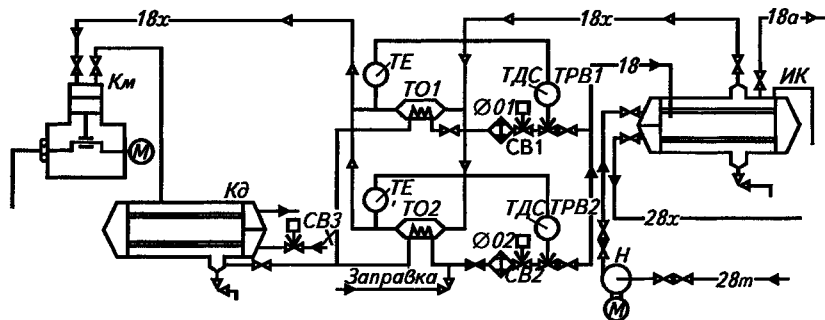 18х
18х
18а
Км
ТЕ
ТДС
ТРВ1
18
ИК
ТО1
Ø01
М
СВ1
ТЕ
Кд
СВ3
ТО2
ТДС
ТРВ2
28х
Х
Ø02
Н
Заправка
СВ2
28т
М